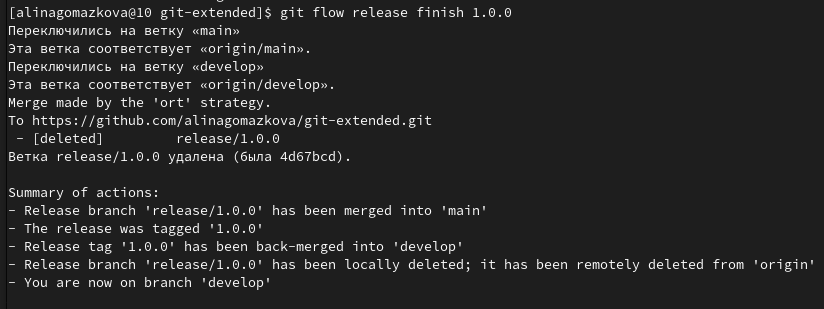 [alinagomazkova@10 git-extended]$ git flow release finish 1.0.0
Переключились на ветку «main»
Эта ветка соответствует «origin/main».
Переключились на ветку «develop»
Эта ветка соответствует «origin/develop».
Merge made by the 'ort' strategy.
To https://github.com/alinagomazkova/git-extended.git
 - [deleted]         release/1.0.0
Ветка release/1.0.0 удалена (была 4d67bcd).

Summary of actions:
- Release branch 'release/1.0.0' has been merged into 'main'
- The release was tagged '1.0.0'
- Release tag '1.0.0' has been back-merged into 'develop'
- Release branch 'release/1.0.0' has been locally deleted; it has been remotely deleted from 'origin'
- You are now on branch 'develop'